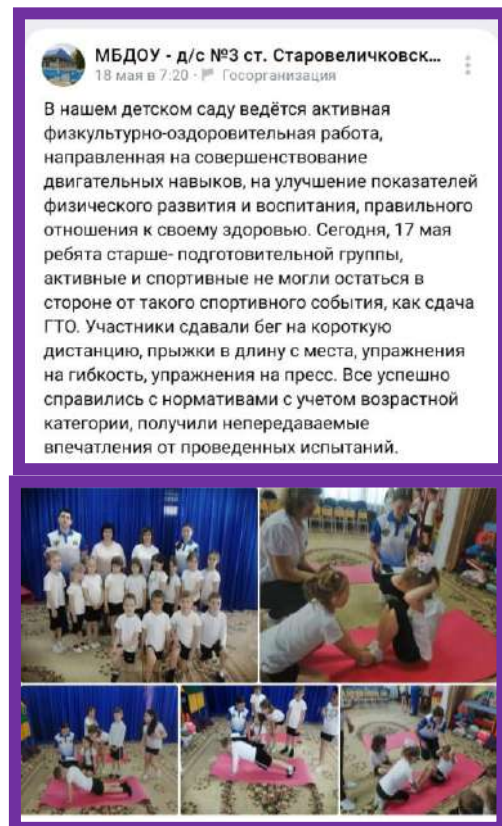 МБДОУ - д/с №3 ст. Старовеличковск...
18 мая в 7:20 · Госорганизация
В нашем детском саду ведётся активная
физкультурно-оздоровительная работа,
направленная на совершенствование
двигательных навыков, на улучшение показателей
физического развития и воспитания, правильного
отношения к своему здоровью. Сегодня, 17 мая
ребята старше- подготовительной группы,
активные и спортивные не могли остаться в
стороне от такого спортивного события, как сдача
ГТО. Участники сдавали бег на короткую
дистанцию, прыжки в длину с места, упражнения
на гибкость, упражнения на пресс. Все успешно
справились с нормативами с учетом возрастной
категории, получили непередаваемые
впечатления от проведенных испытаний.